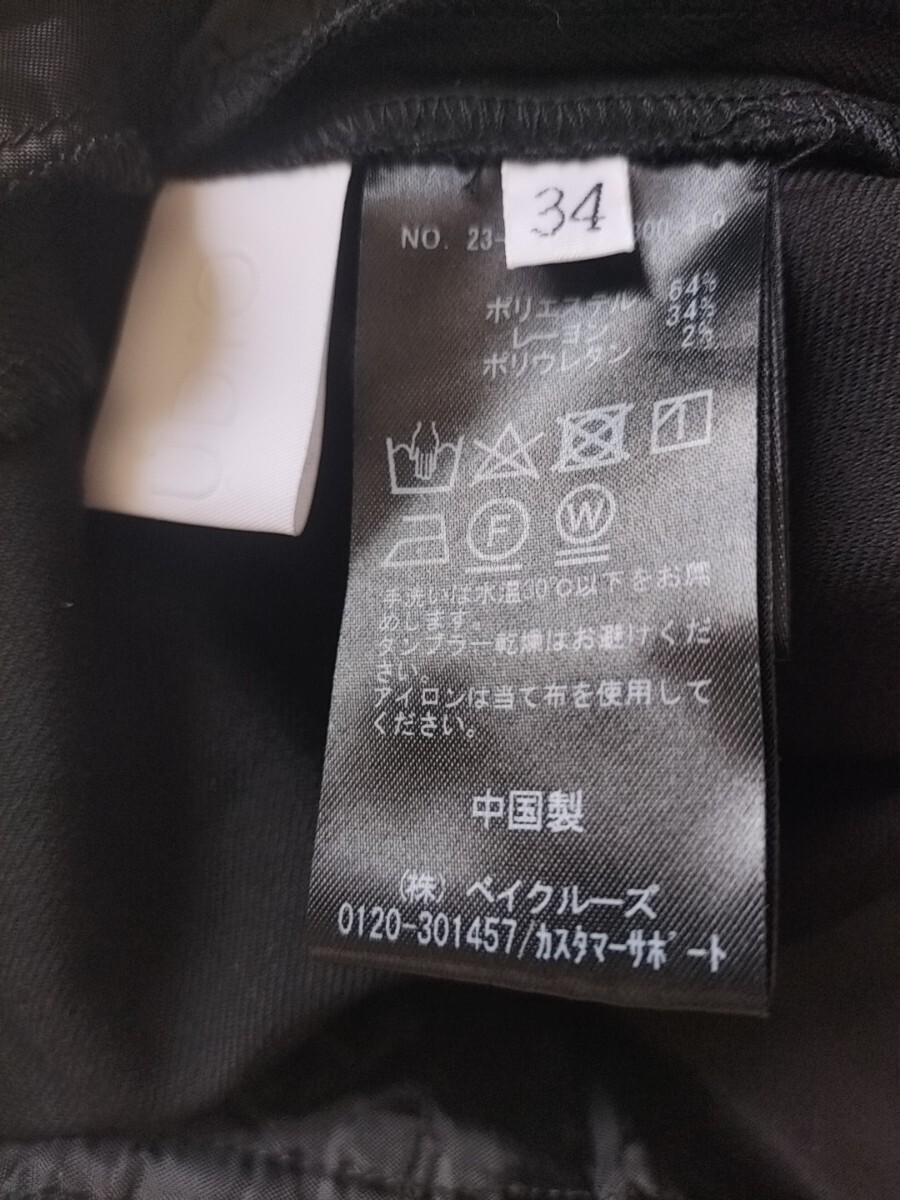 34
NO. 23-
ポリエステル 64%
レーヨン 34%
ポリウレタン 2%
1
F W
手洗いは水温30℃以下をお薦
めします。
タンブラー乾燥はお避けくだ
さい。
アイロンは当て布を使用して
ください。
中国製
(株) ベイクルーズ
0120-301457/カスタマーサポート